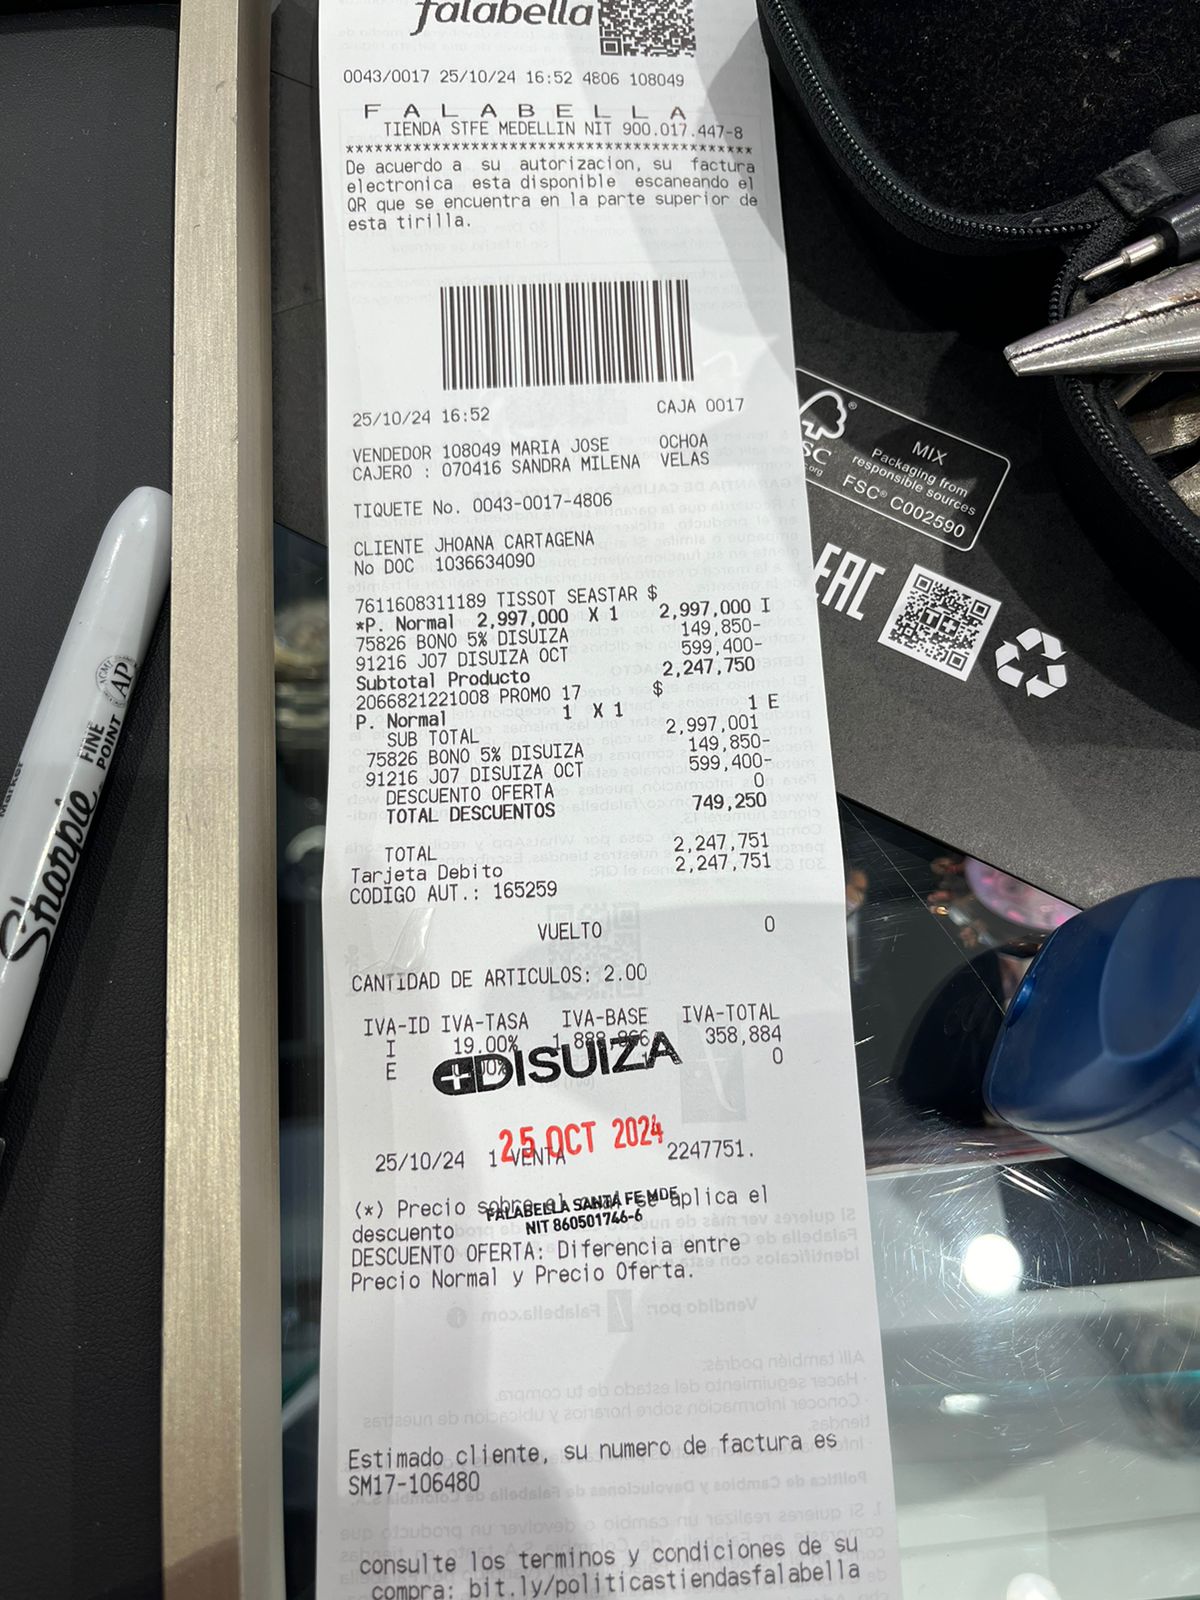 falabella
0043/0017 25/10/24 16:52 4806 108049
F A L A B E L L A
TIENDA STFE MEDELLIN NIT 900.017.447-8
******************************************
De acuerdo a su autorizacion, su factura
electronica esta disponible escaneando el
QR que se encuentra en la parte superior de
esta tirilla.
25/10/24 16:52 CAJA 0017
VENDEDOR 108049 MARIA JOSE OCHOA
CAJERO : 070416 SANDRA MILENA VELAS
TIQUETE No. 0043-0017-4806
CLIENTE JHOANA CARTAGENA
No DOC 1036634090
7611608311189 TISSOT SEASTAR $
*P. Normal 2,997,000 X 1 2,997,000 I
75826 BONO 5% DISUIZA 149,850-
91216 J07 DISUIZA OCT 599,400-
Subtotal Producto 2,247,750
2066821221008 PROMO 17 $
P. Normal 1 X 1 1 E
SUB TOTAL 2,997,001
75826 BONO 5% DISUIZA 149,850-
91216 J07 DISUIZA OCT 599,400-
DESCUENTO OFERTA 0
TOTAL DESCUENTOS 749,250
TOTAL 2,247,751
Tarjeta Debito 2,247,751
CODIGO AUT.: 165259
VUELTO 0
CANTIDAD DE ARTICULOS: 2.00
IVA-ID IVA-TASA IVA-BASE IVA-TOTAL
I 19.00% 358,884
E 0
DISUIZA
25 OCT 2024
25/10/24 1 VENTA 2247751.
(*) Precio se aplica el
FALABELLA SANTA FE MDE
descuento
NIT 860501746-6
DESCUENTO OFERTA: Diferencia entre
Precio Normal y Precio Oferta.
Estimado cliente, su numero de factura es
SM17-106480
consulte los terminos y condiciones de su
compra: bit.ly/politicastiendasfalabella
Sharpie
FINE
POINT
AP
MIX
Packaging from
responsible sources
FSC® C002590
EAC
T+